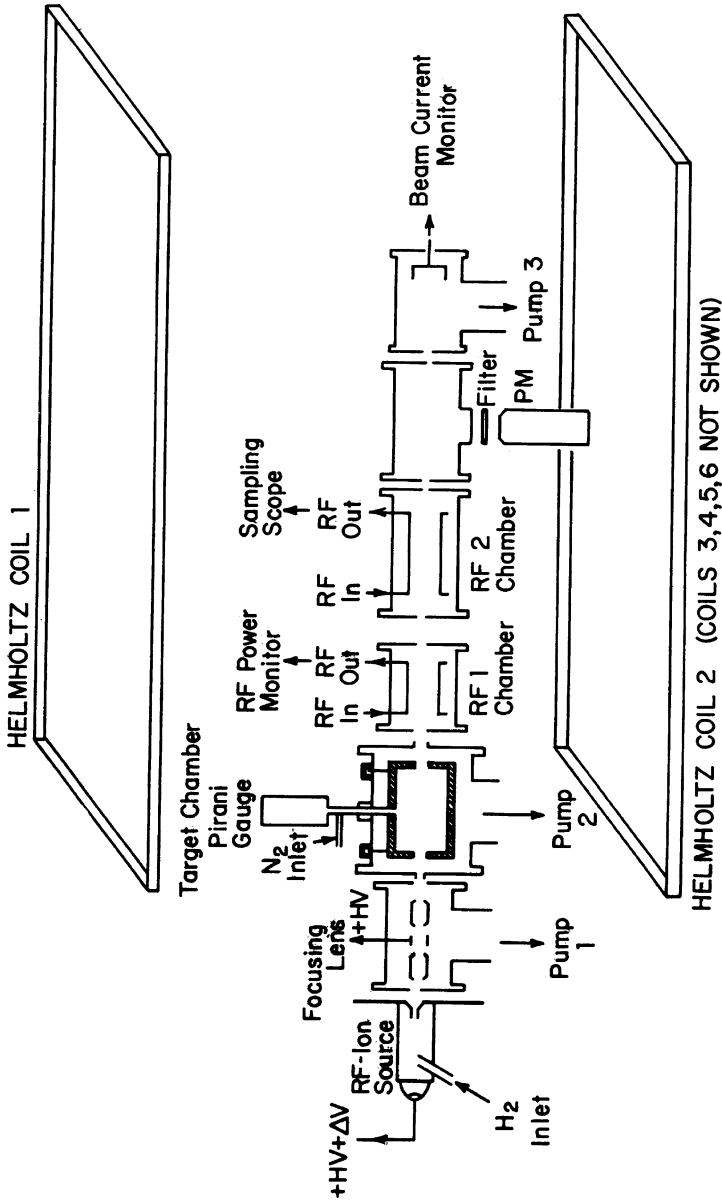 HELMHOLTZ COIL 1
Target Chamber
Pirani
Gauge
N2
Inlet
RF Power
Monitor
RF
In
RF
Out
Sampling
Scope
RF
In
RF
Out
Focusing
Lens
+HV
RF-Ion
Source
+HV+ΔV
H2
Inlet
Pump
1
Pump
2
RF 1
Chamber
RF 2
Chamber
Filter
PM
Pump 3
Beam Current
Monitor
HELMHOLTZ COIL 2 (COILS 3,4,5,6 NOT SHOWN)